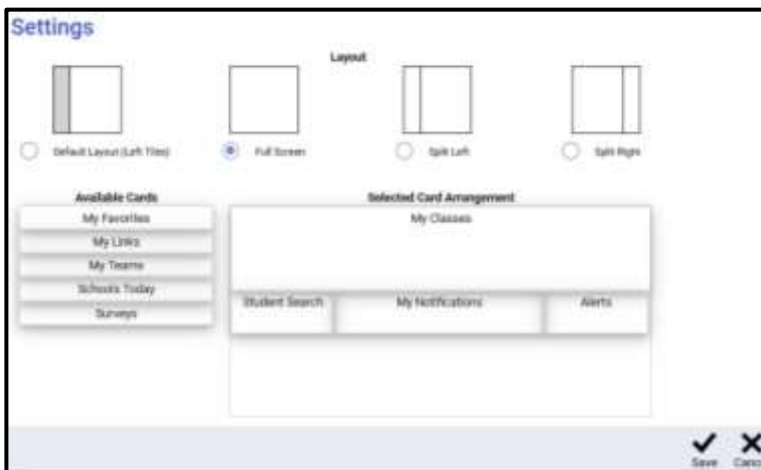 Settings
Layout
Default Layout (Left Tiles)
Full Screen
Split Left
Split Right
Available Cards
My Favorites
My Links
My Teams
Schools Today
Surveys
Selected Card Arrangement
My Classes
Student Search
My Notifications
Alerts
Save
Canc